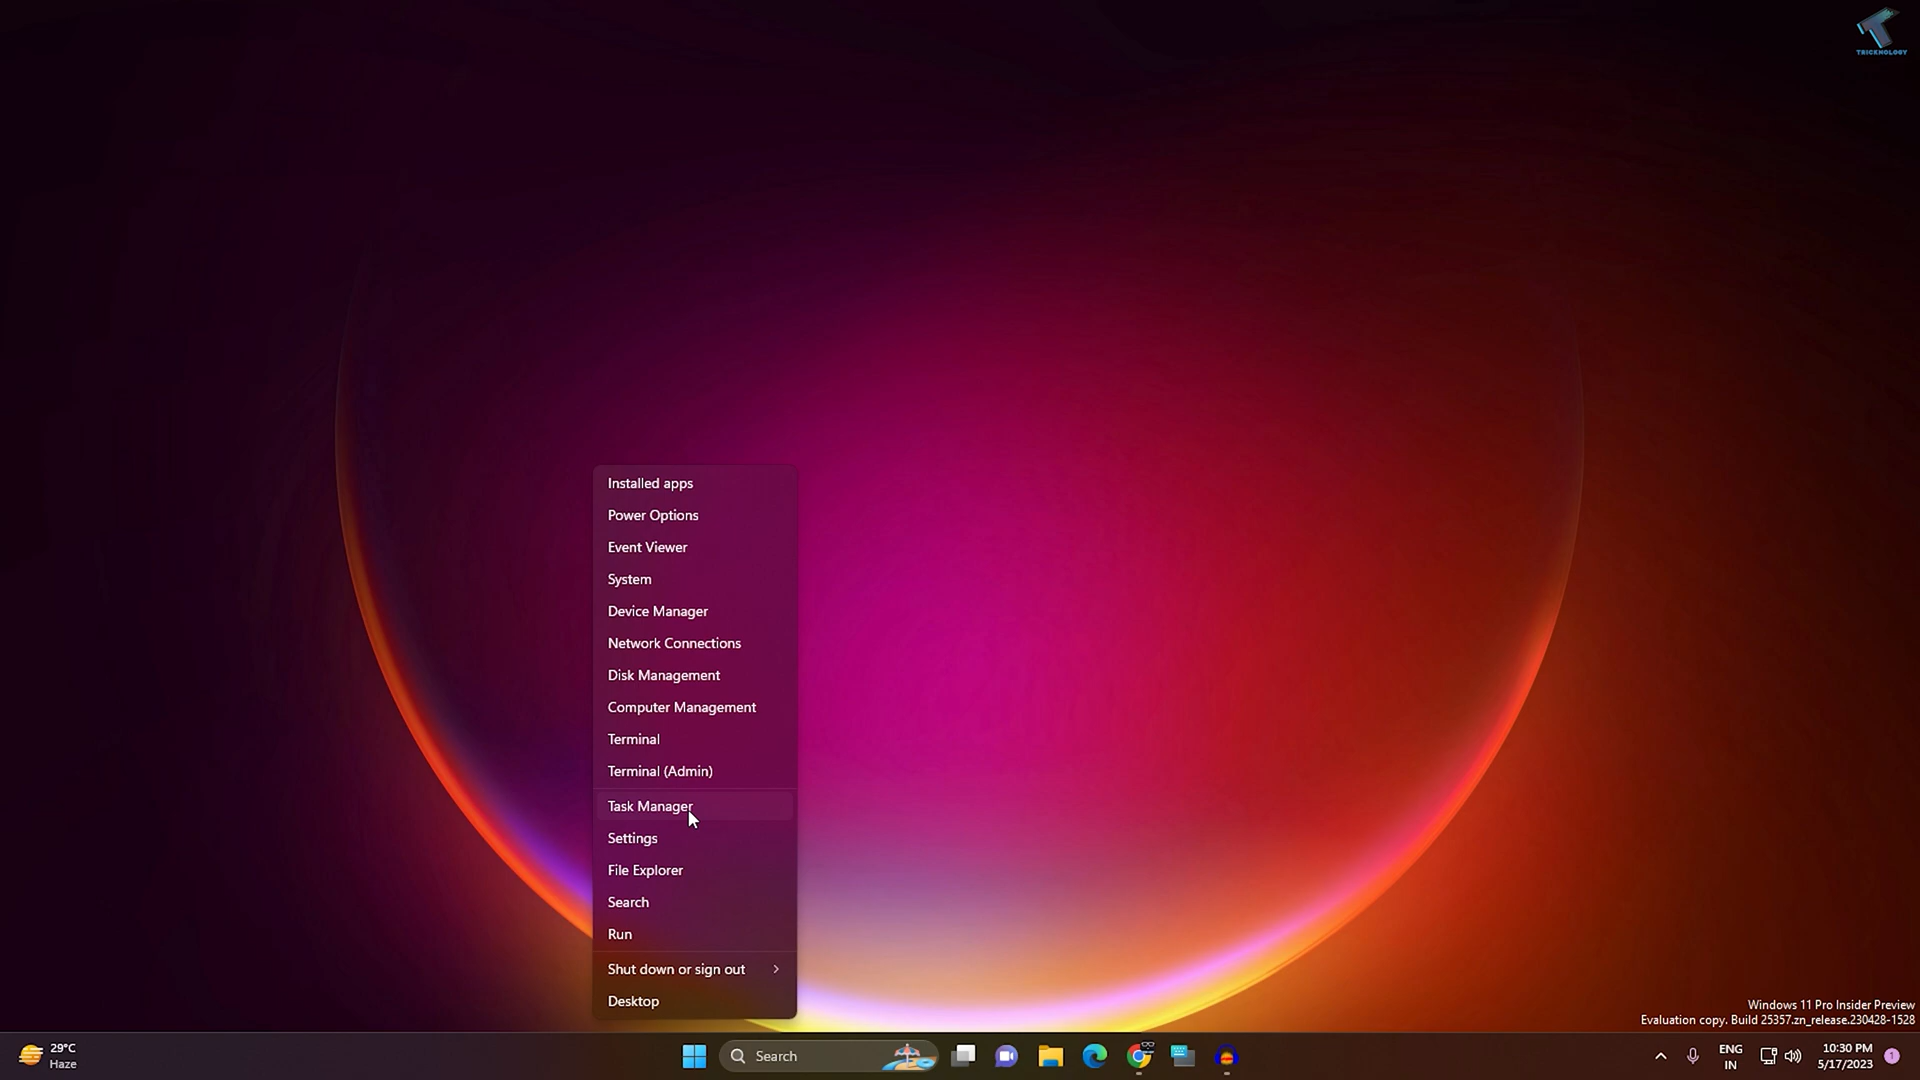 TRICKNOLOGY
Installed apps
Power Options
Event Viewer
System
Device Manager
Network Connections
Disk Management
Computer Management
Terminal
Terminal (Admin)
Task Manager
Settings
File Explorer
Search
Run
Shut down or sign out
Desktop
Windows 11 Pro Insider Preview
Evaluation copy. Build 25357.zn_release.230428-1528
29°C
Haze
Search
ENG
IN
10:30 PM
5/17/2023
1